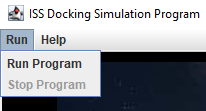 ISS Docking Simulation Program
Run Help
Run Program
Stop Program